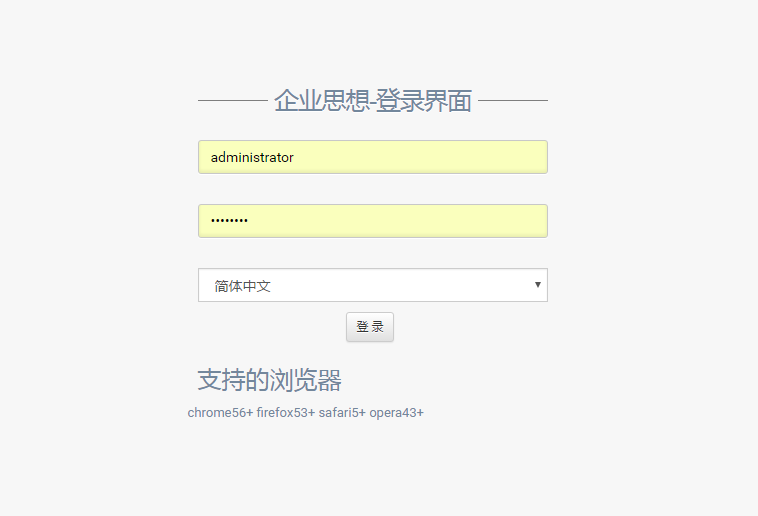 企业思想-登录界面
administrator
••••••••
简体中文
登录
支持的浏览器
chrome56+ firefox53+ safari5+ opera43+